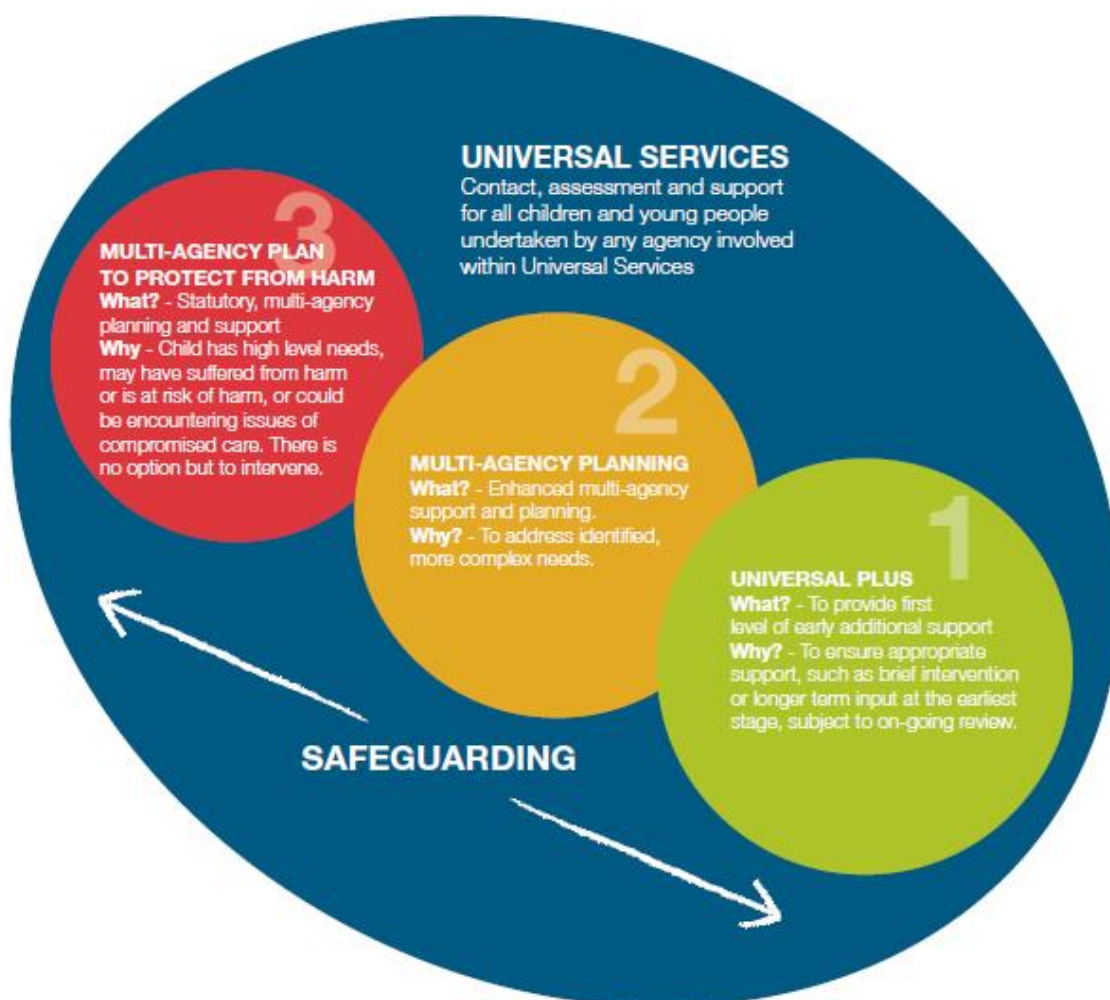 UNIVERSAL SERVICES
Contact, assessment and support
for all children and young people
undertaken by any agency involved
within Universal Services
3
MULTI-AGENCY PLAN
TO PROTECT FROM HARM
What? - Statutory, multi-agency
planning and support
Why - Child has high level needs,
may have suffered from harm
or is at risk of harm, or could
be encountering issues of
compromised care. There is
no option but to intervene.
2
MULTI-AGENCY PLANNING
What? - Enhanced multi-agency
support and planning.
Why? - To address identified,
more complex needs.
1
UNIVERSAL PLUS
What? - To provide first
level of early additional support
Why? - To ensure appropriate
support, such as brief intervention
or longer term input at the earliest
stage, subject to on-going review.
SAFEGUARDING